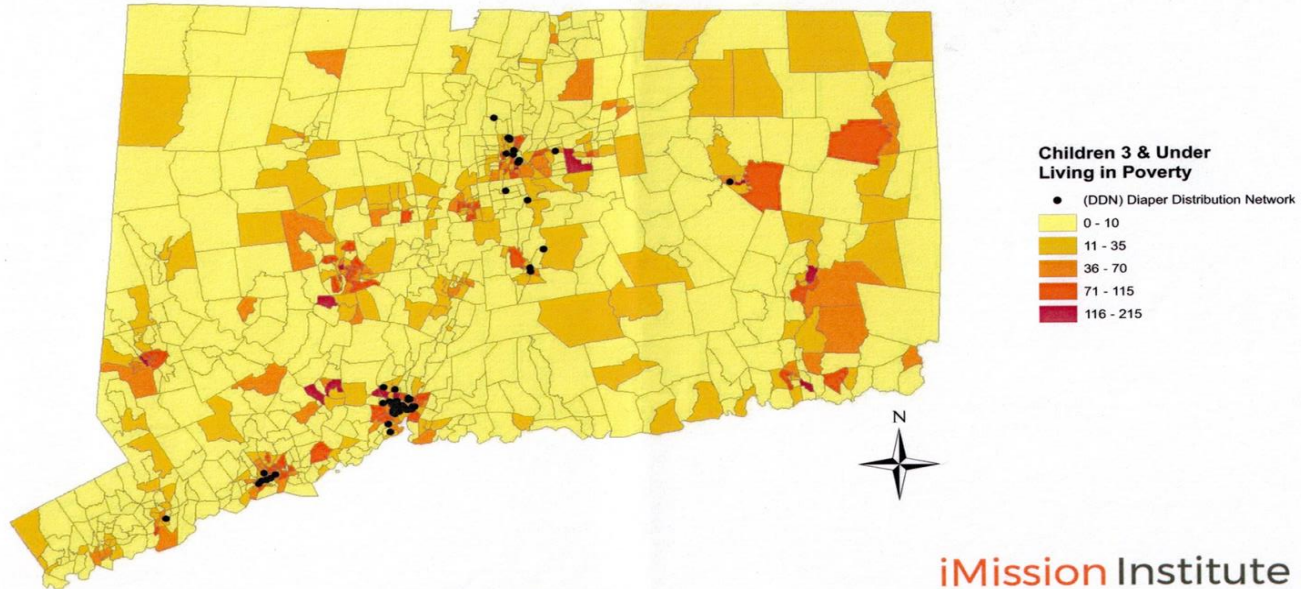 Children 3 & Under
Living in Poverty
(DDN) Diaper Distribution Network
0 - 10
11 - 35
36 - 70
71 - 115
116 - 215
N
iMission Institute